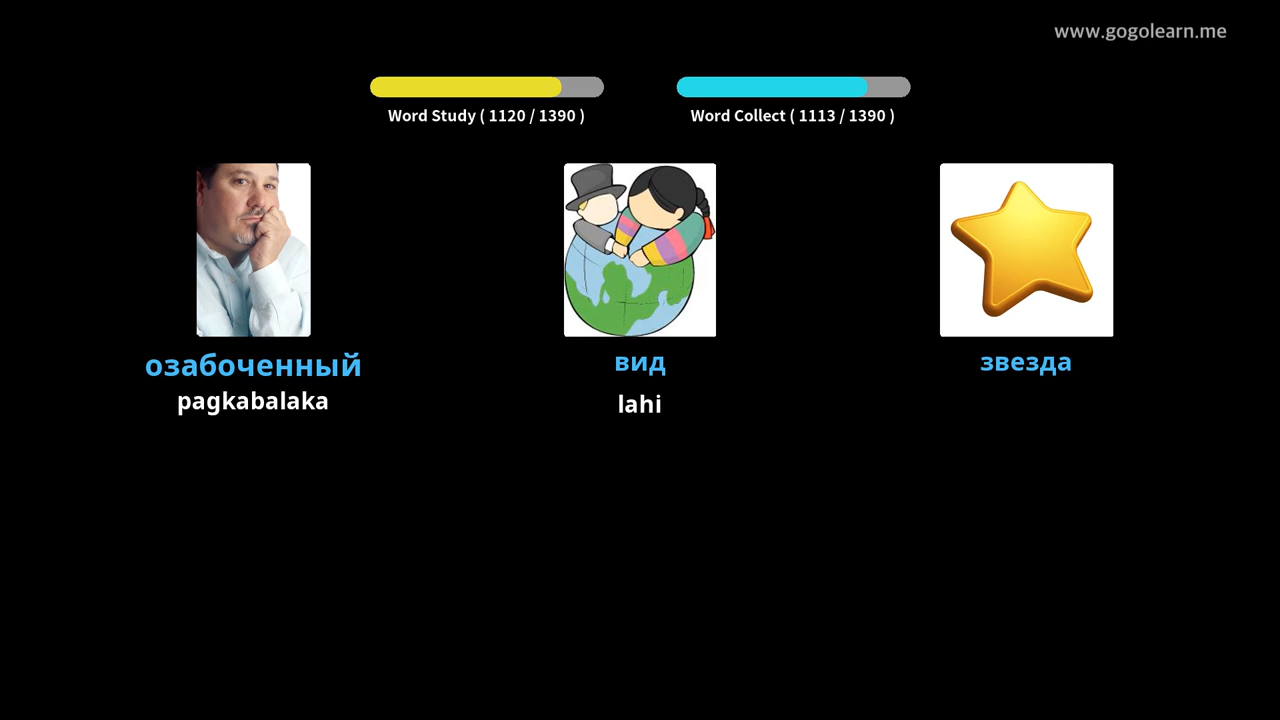 www.gogolearn.me
Word Study ( 1120 / 1390 )
Word Collect ( 1113 / 1390 )
озабоченный
pagkabalaka
вид
lahi
звезда